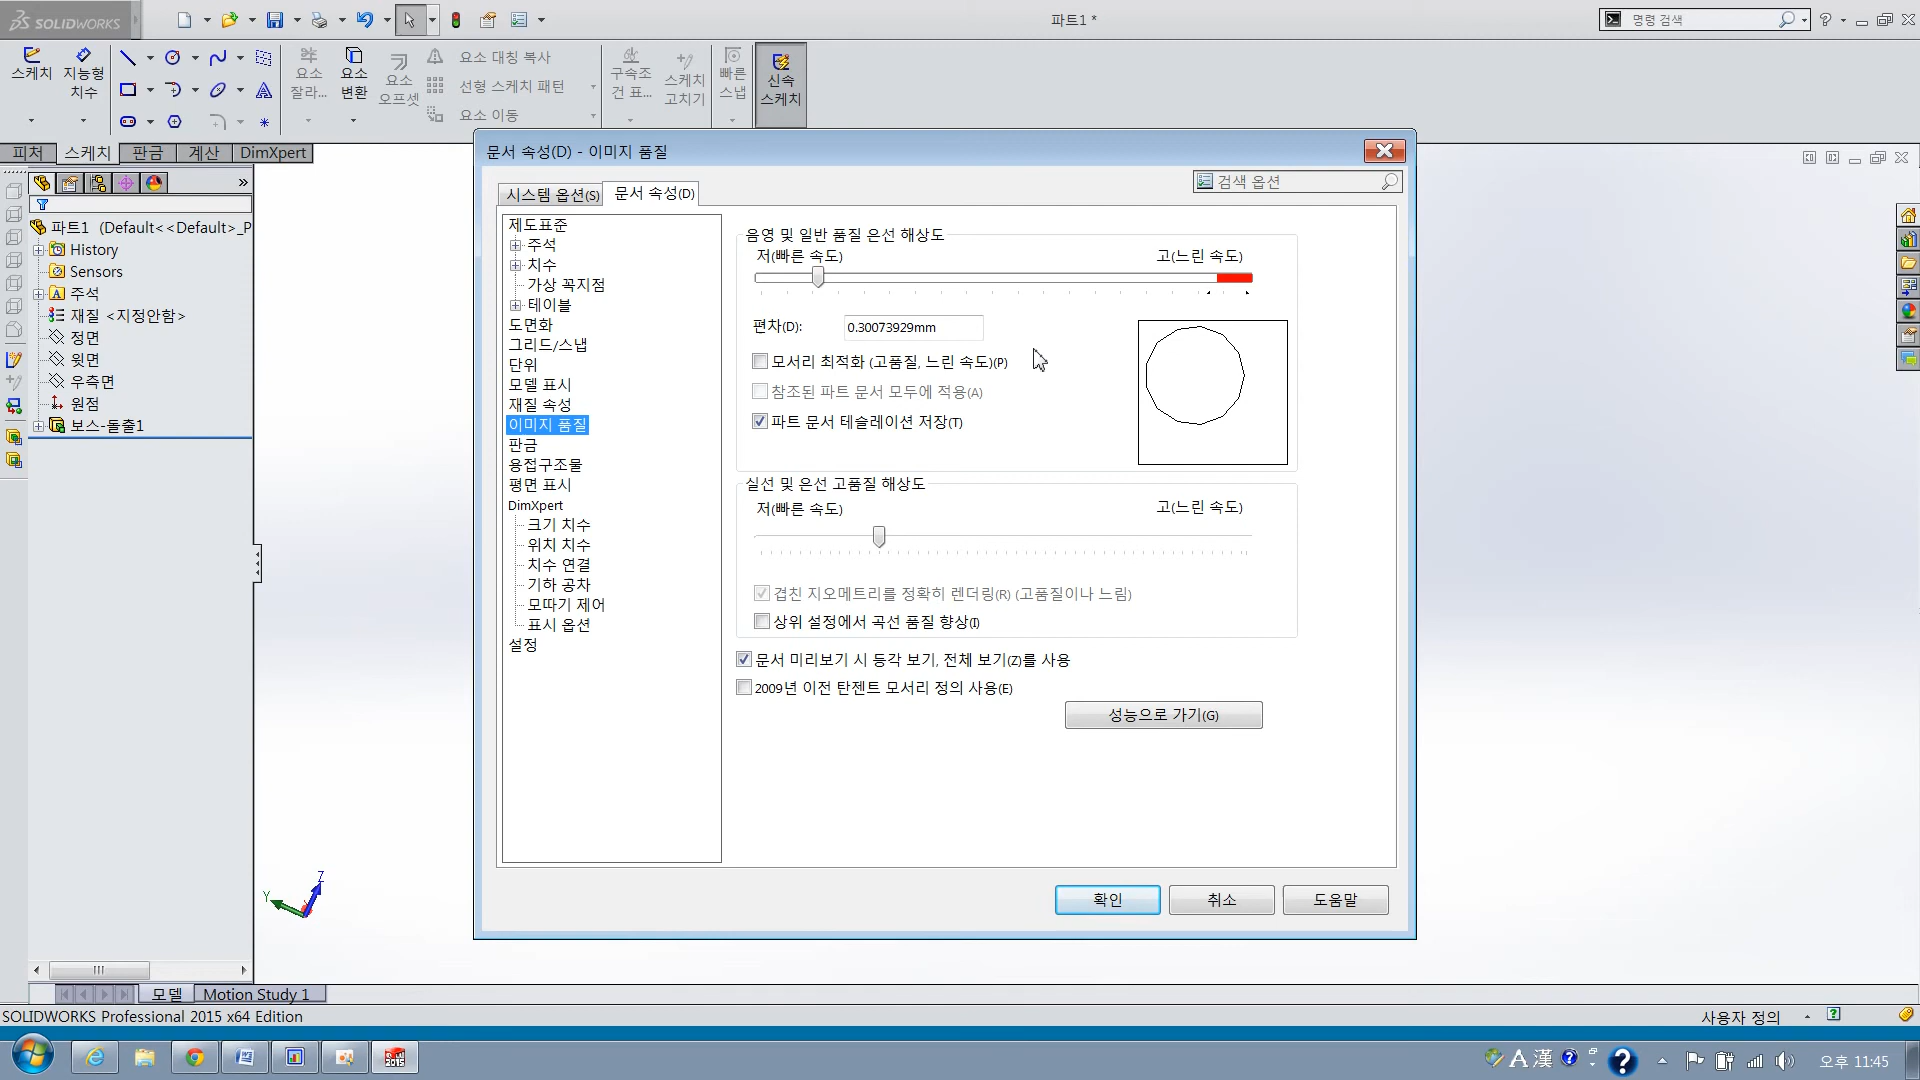 SOLIDWORKS
파트1 *
명령 검색
스케치
지능형
치수
요소
잘라...
요소
변환
요소
오프셋
요소 대칭 복사
선형 스케치 패턴
요소 이동
구속조
건 표...
스케치
고치기
빠른
스냅
신속
스케치
피처
스케치
판금
계산
DimXpert
파트1 (Default<<Default>_P
History
Sensors
주석
재질 <지정안함>
정면
윗면
우측면
원점
보스-돌출1
문서 속성(D) - 이미지 품질
시스템 옵션(S)
문서 속성(D)
검색 옵션
제도표준
주석
치수
가상 꼭지점
테이블
도면화
그리드/스냅
단위
모델 표시
재질 속성
이미지 품질
판금
용접구조물
평면 표시
DimXpert
크기 치수
위치 치수
치수 연결
기하 공차
모따기 제어
표시 옵션
설정
음영 및 일반 품질 은선 해상도
저(빠른 속도)
고(느린 속도)
편차(D):
0.30073929mm
모서리 최적화 (고품질, 느린 속도)(P)
참조된 파트 문서 모두에 적용(A)
파트 문서 테슬레이션 저장(T)
실선 및 은선 고품질 해상도
저(빠른 속도)
고(느린 속도)
겹친 지오메트리를 정확히 렌더링(R) (고품질이나 느림)
상위 설정에서 곡선 품질 향상(I)
문서 미리보기 시 등각 보기, 전체 보기(Z)를 사용
2009년 이전 탄젠트 모서리 정의 사용(E)
성능으로 가기(G)
확인
취소
도움말
Y
Z
모델
Motion Study 1
SOLIDWORKS Professional 2015 x64 Edition
사용자 정의
A 漢
오후 11:45